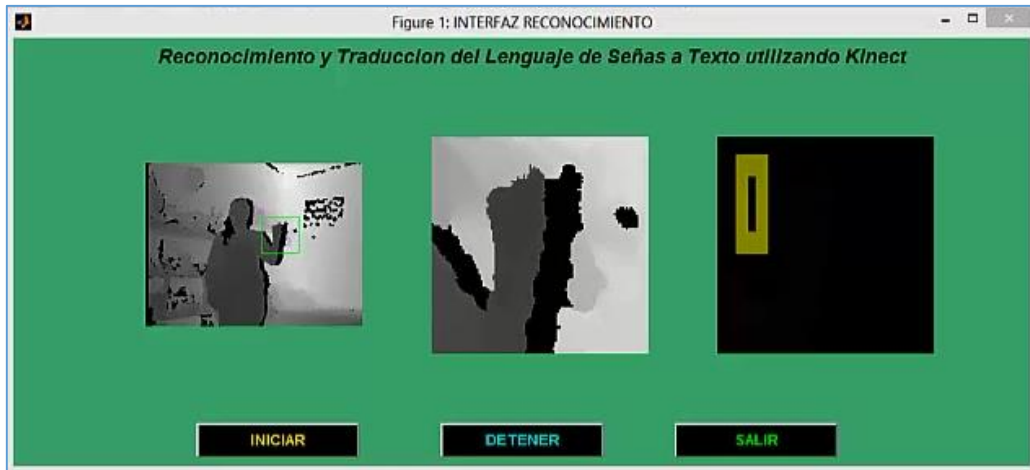 Figure 1: INTERFAZ RECONOCIMIENTO
Reconocimiento y Traduccion del Lenguaje de Señas a Texto utilizando Kinect
INICIAR
DETENER
SALIR